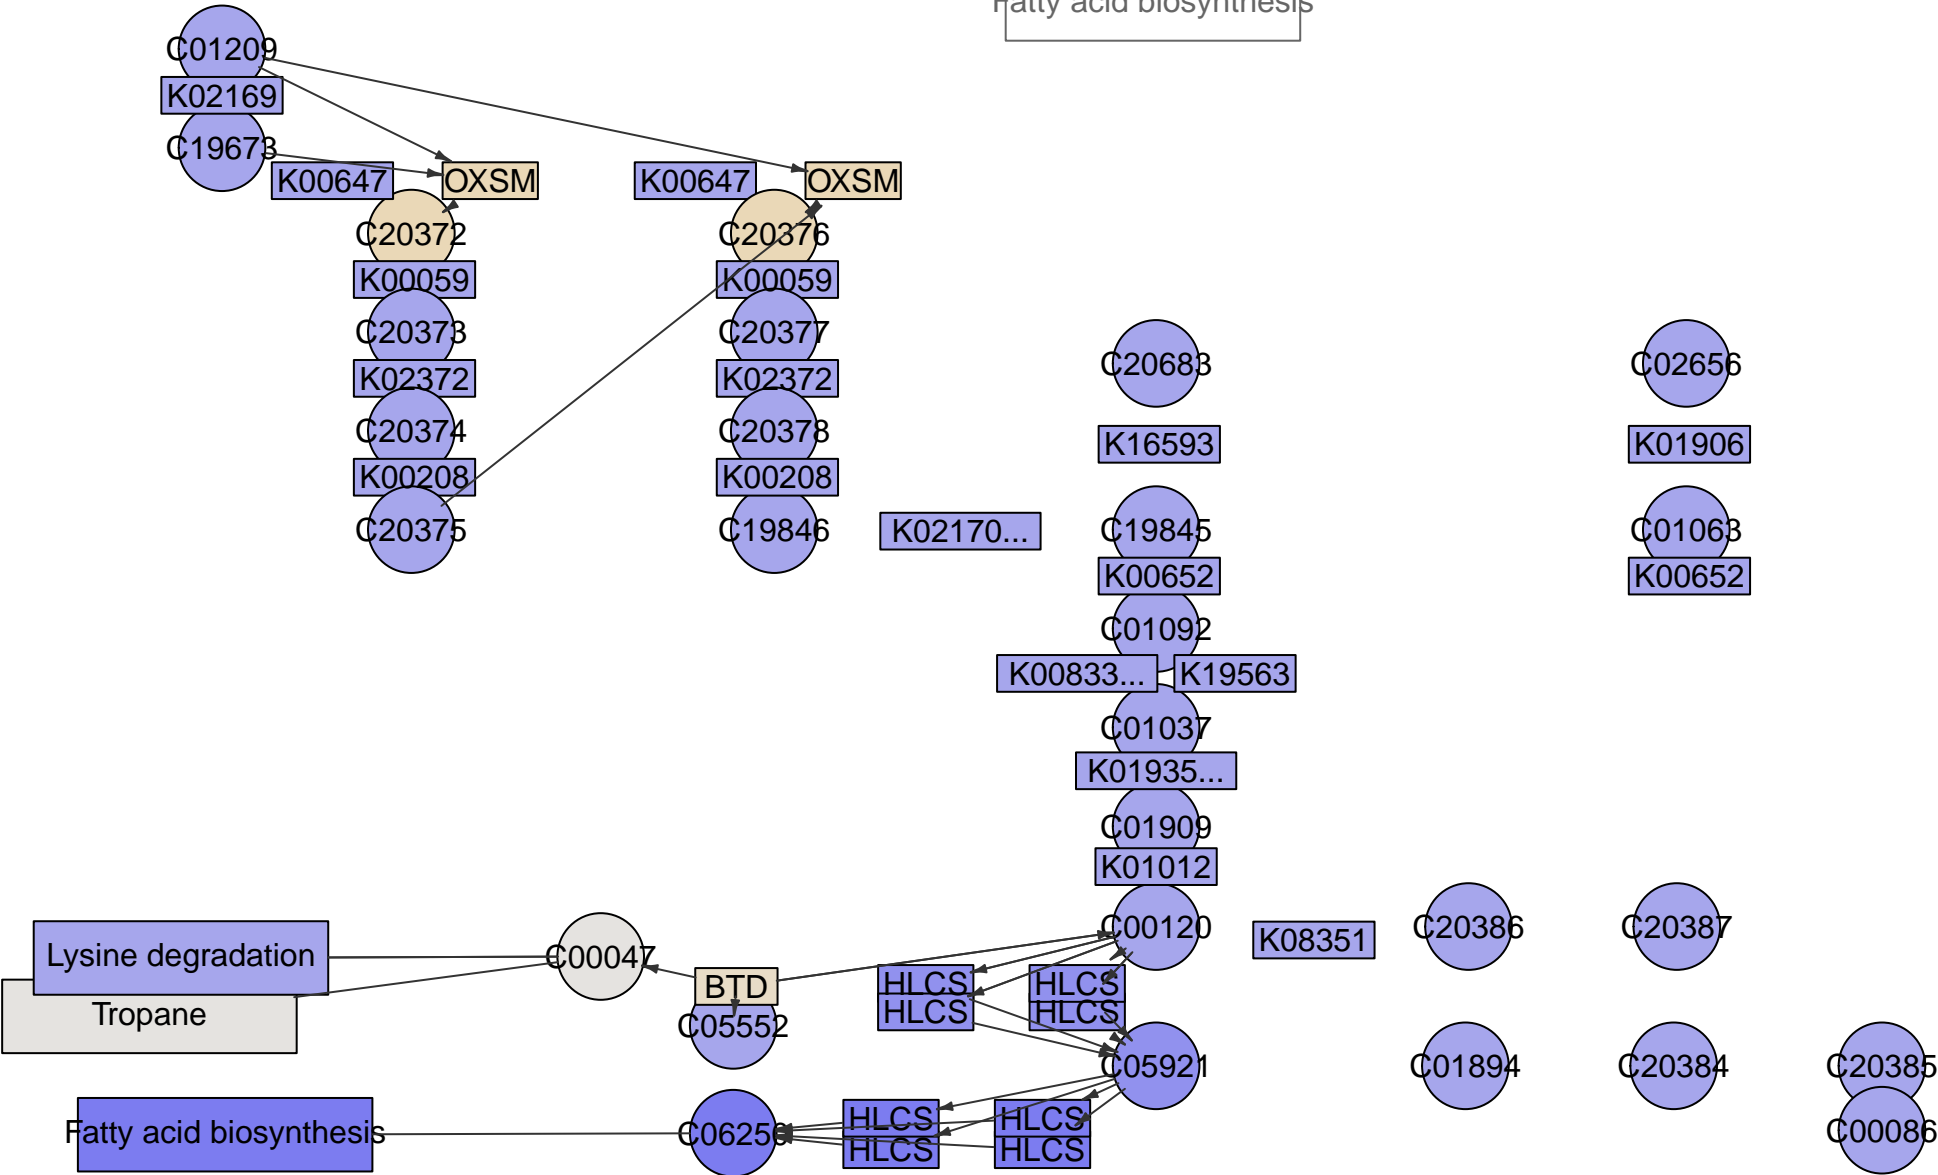 Fatty acid biosynthesis
C01209
K02169
C19673
K00647
OXSM
K00647
OXSM
C20372
C20376
K00059
K00059
C20373
C20377
C20683
C02656
K02372
K02372
C20374
C20378
K16593
K01906
K00208
K00208
C20375
C19846
K02170...
C19845
C01063
K00652
K00652
C01092
K00833...
K19563
C01037
K01935...
C01909
K01012
C00120
K08351
C20386
C20387
Lysine degradation
C00047
BTD
HLCS
HLCS
Tropane
C05552
HLCS
HLCS
C05921
C01894
C20384
C20385
Fatty acid biosynthesis
C06250
HLCS
HLCS
HLCS
HLCS
C00086